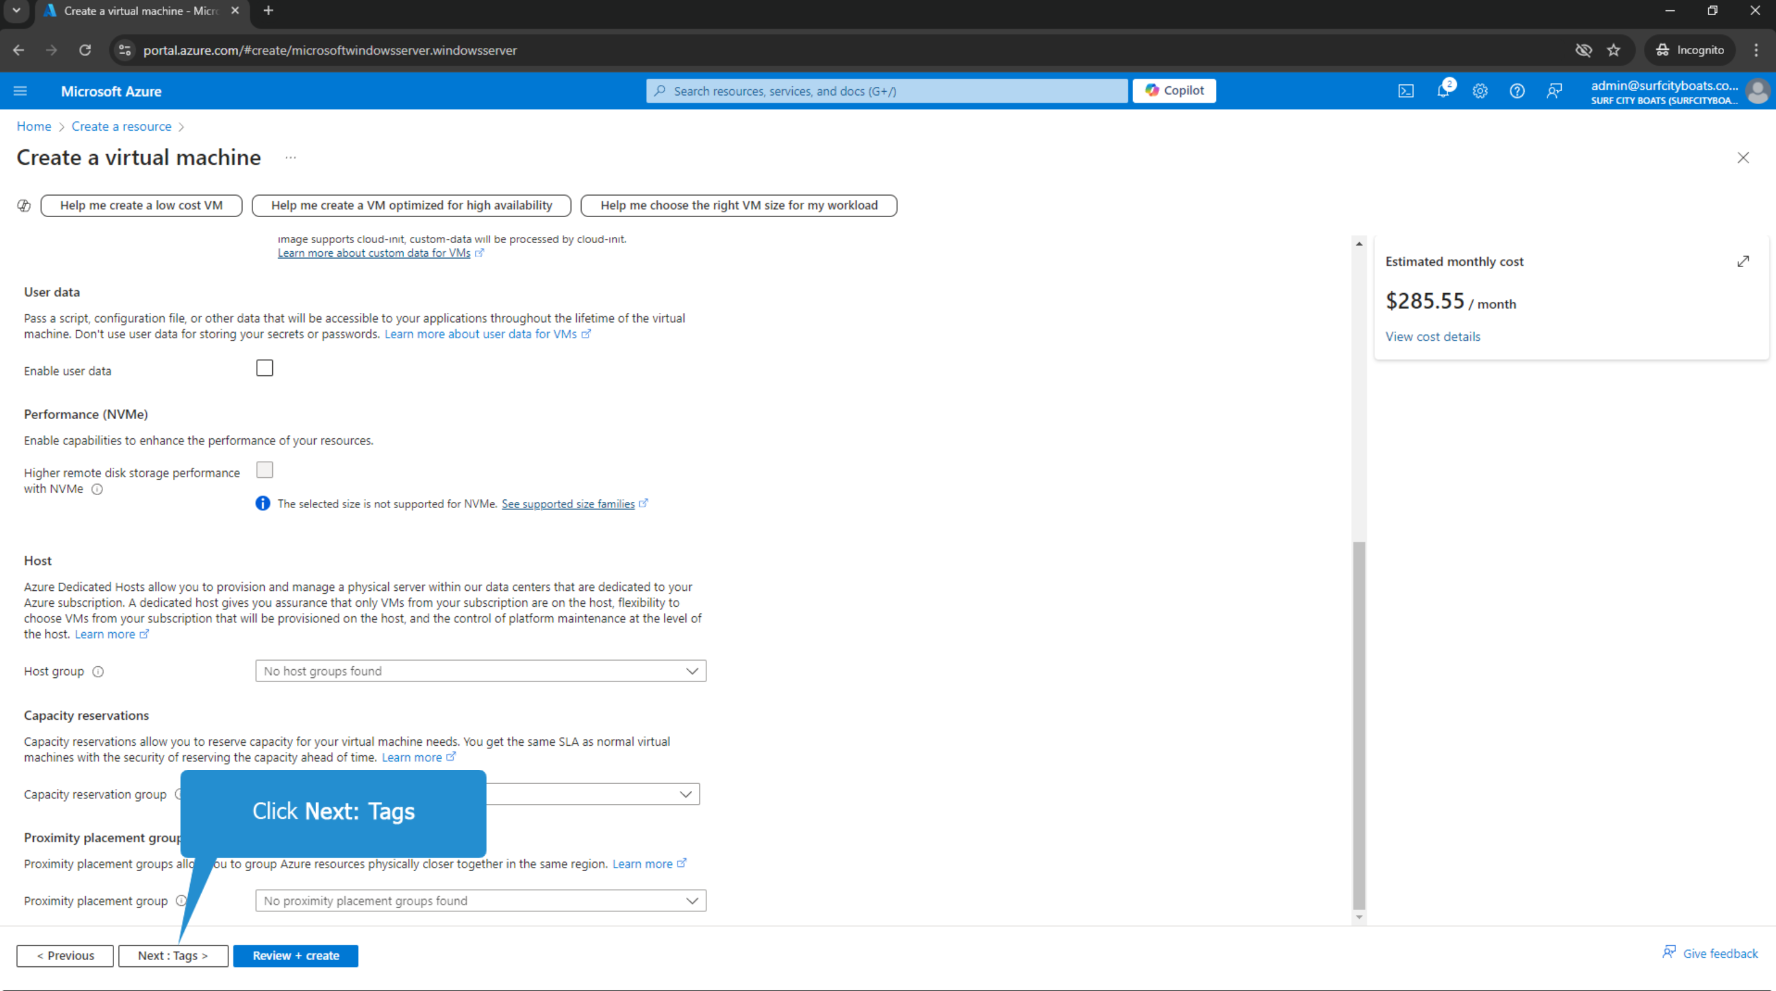 Create a virtual machine - Micro
portal.azure.com/#create/microsoftwindowsserver.windowsserver
Incognito
Microsoft Azure
Search resources, services, and docs (G+/)
Copilot
2
admin@surfcityboats.co...
SURF CITY BOATS (SURFCITYBOA...
Home > Create a resource >
Create a virtual machine ...
Help me create a low cost VM
Help me create a VM optimized for high availability
Help me choose the right VM size for my workload
image supports cloud-init, custom-data will be processed by cloud-init.
Learn more about custom data for VMs
User data
Pass a script, configuration file, or other data that will be accessible to your applications throughout the lifetime of the virtual
machine. Don't use user data for storing your secrets or passwords. Learn more about user data for VMs
Enable user data
Performance (NVMe)
Enable capabilities to enhance the performance of your resources.
Higher remote disk storage performance
with NVMe
The selected size is not supported for NVMe. See supported size families
Host
Azure Dedicated Hosts allow you to provision and manage a physical server within our data centers that are dedicated to your
Azure subscription. A dedicated host gives you assurance that only VMs from your subscription are on the host, flexibility to
choose VMs from your subscription that will be provisioned on the host, and the control of platform maintenance at the level of
the host. Learn more
Host group
No host groups found
Capacity reservations
Capacity reservations allow you to reserve capacity for your virtual machine needs. You get the same SLA as normal virtual
machines with the security of reserving the capacity ahead of time. Learn more
Capacity reservation group
Click Next: Tags
Proximity placement group
Proximity placement groups allow you to group Azure resources physically closer together in the same region. Learn more
Proximity placement group
No proximity placement groups found
< Previous
Next : Tags >
Review + create
Estimated monthly cost
$285.55 / month
View cost details
Give feedback